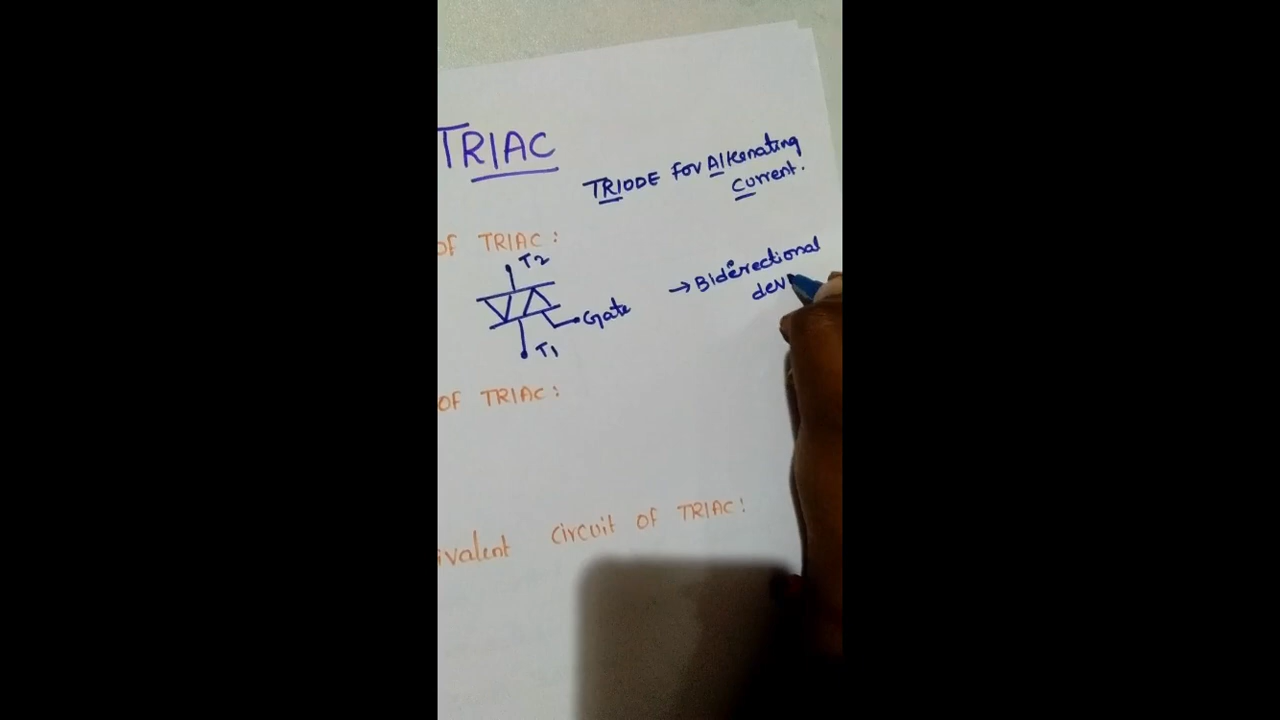 TRIAC
TRIODE for Alternating
Current.
OF TRIAC:
T2
Gate
T1
→ Bidirectional
dev
OF TRIAC:
ivalent circuit of TRIAC: